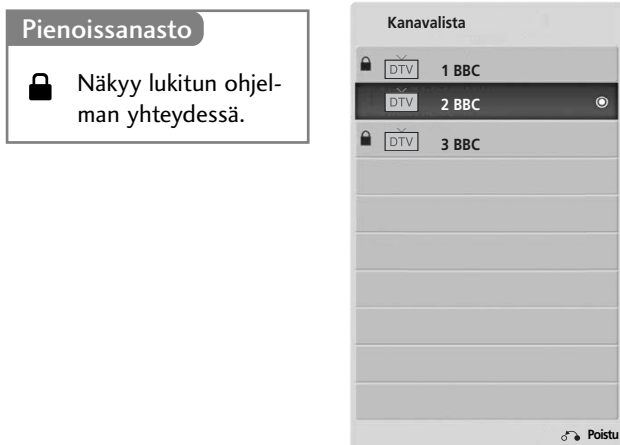 Pienoissanasto
Näkyy lukitun ohjel-
man yhteydessä.
Kanavalista
DTV 1 BBC
DTV 2 BBC
DTV 3 BBC
Poistu